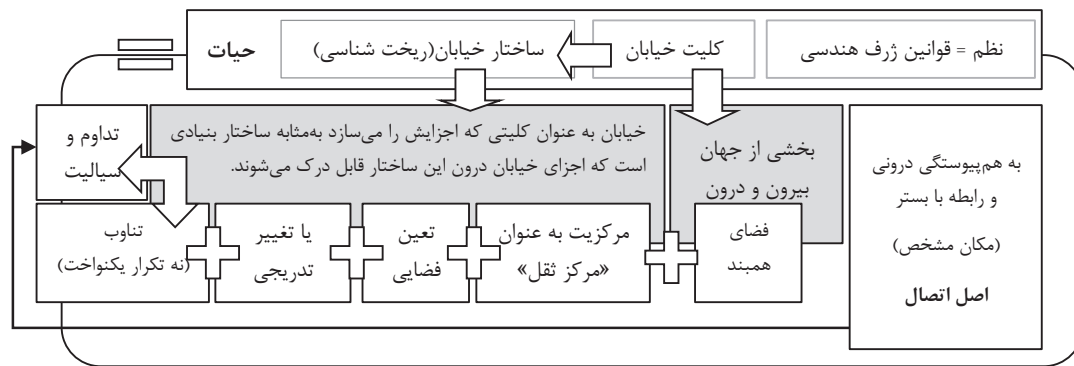 نظم = قوانین ژرف هندسی
کلیت خیابان
ساختار خیابان(ریخت شناسی)
حیات
به هم‌پیوستگی درونی
و رابطه با بستر
(مکان مشخص)
اصل اتصال
بخشی از جهان
بیرون و درون
خیابان به عنوان کلیتی که اجزایش را می‌سازد به‌مثابه ساختار بنیادی
است که اجزای خیابان درون این ساختار قابل درک می‌شوند.
تداوم و
سیالیت
فضای
همبند
مرکزیت به عنوان
«مرکز ثقل»
تعین
فضایی
یا تغییر
تدریجی
تناوب
(نه تکرار یکنواخت)